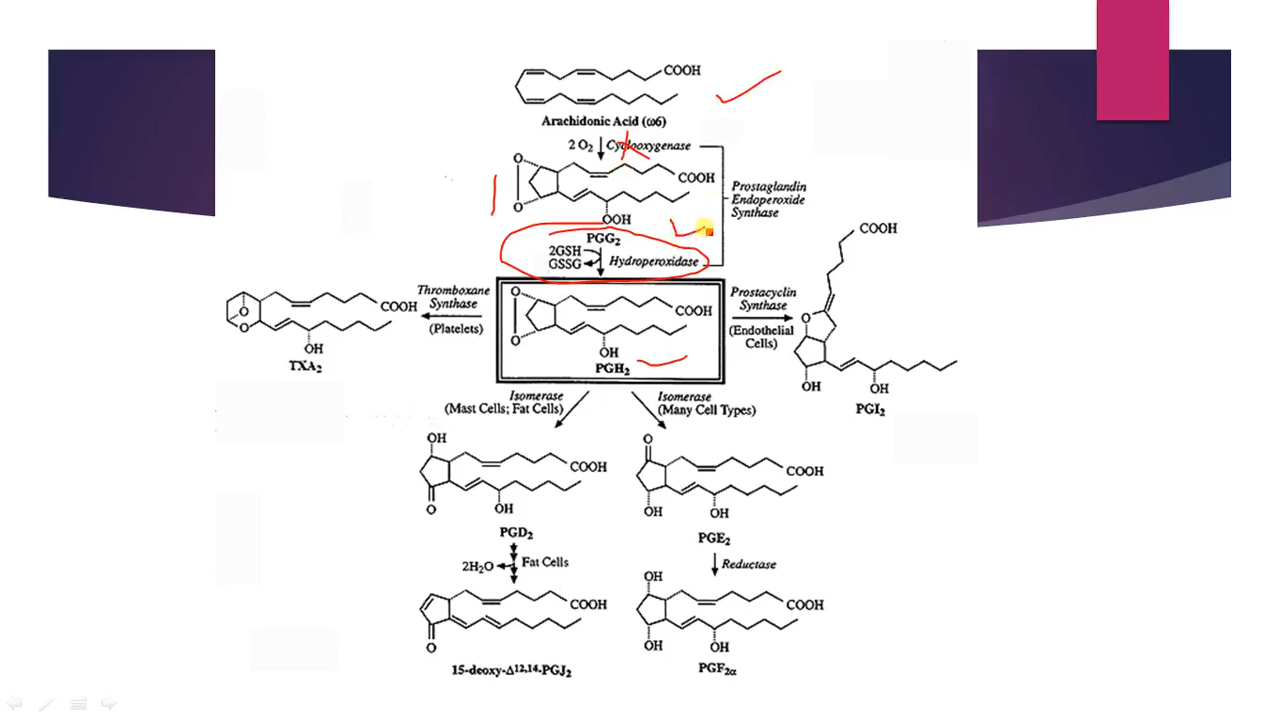 COOH
Arachidonic Acid (ω6)
2 O₂ Cyclooxygenase
O
COOH
O
OOH
Prostaglandin
Endoperoxide
Synthase
PGG₂
2GSH
GSSG
Hydroperoxidase
COOH
O
OH
Thromboxane
Synthase
(Platelets)
O
COOH
O
OH
PGH₂
Prostacyclin
Synthase
(Endothelial
Cells)
O
O
COOH
OH
TXA₂
O
OH
OH
PGI₂
Isomerase
(Mast Cells; Fat Cells)
Isomerase
(Many Cell Types)
OH
COOH
O
OH
PGD₂
O
COOH
OH
OH
PGE₂
2H₂O
Fat Cells
Reductase
COOH
O
15-deoxy-Δ¹²,¹⁴-PGJ₂
OH
COOH
OH
OH
PGF₂α